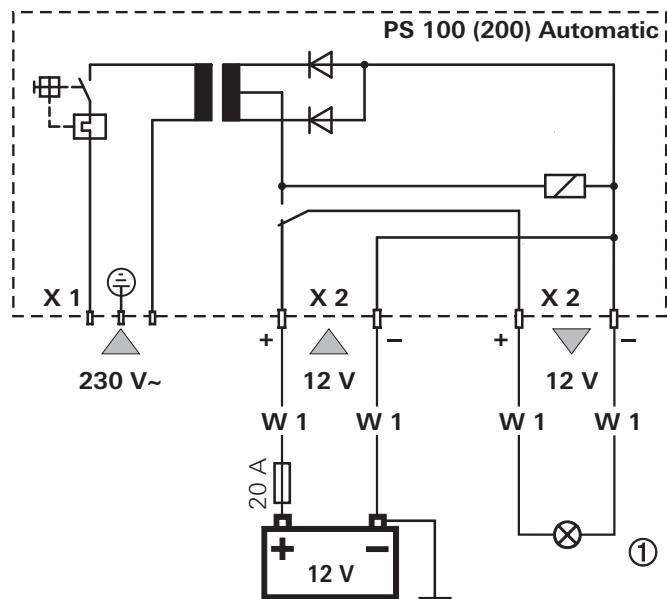 PS 100 (200) Automatic
X 1 X 2 X 2
+ – + –
230 V~ 12 V 12 V
W 1 W 1 W 1 W 1
20 A
+ –
12 V
①